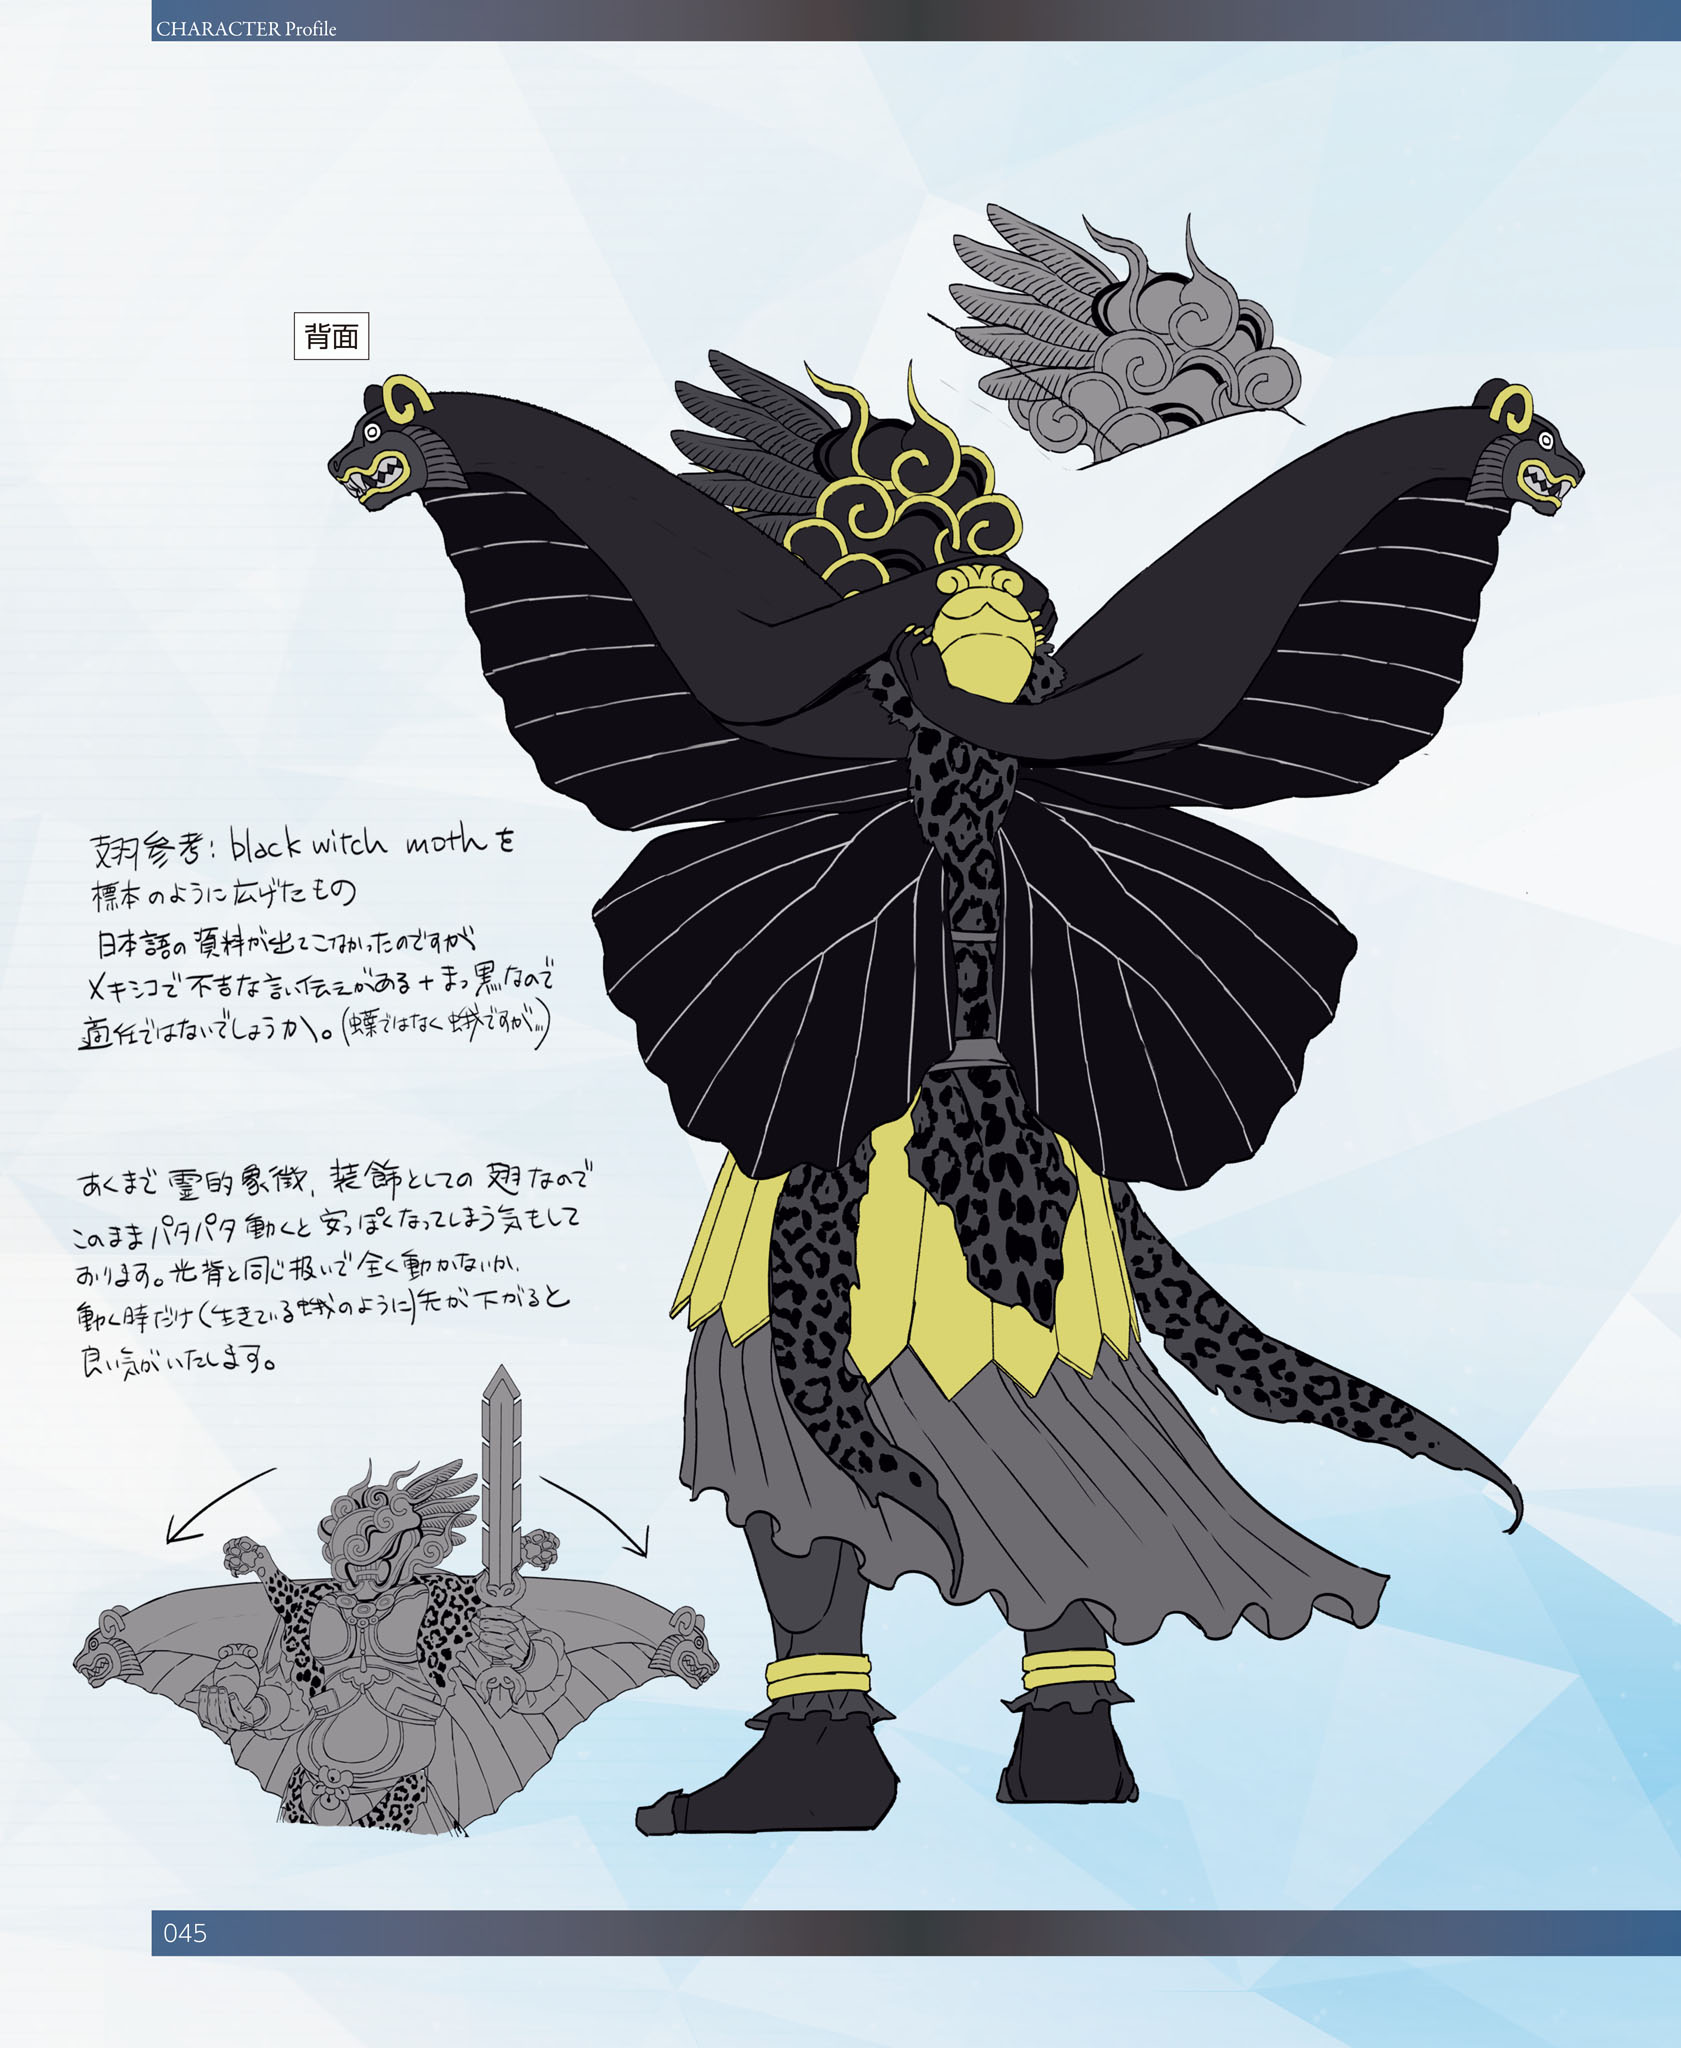 CHARACTER Profile
背面
翅参考：black witch mothを
標本のように広げたもの
日本語の資料が出てこなかったのですが
メキシコで不吉な言い伝えがある＋まっ黒なので
適任ではないでしょうか。(蝶ではなく蛾ですが…)
あくまで霊的象徴，装飾としての翅なので
このままパタパタ動くと安っぽくなってしまう気もして
おります。光背と同じ扱いで全く動かないか，
動く時だけ(生きている蛾のように)先が下がると
良い気がいたします。
045